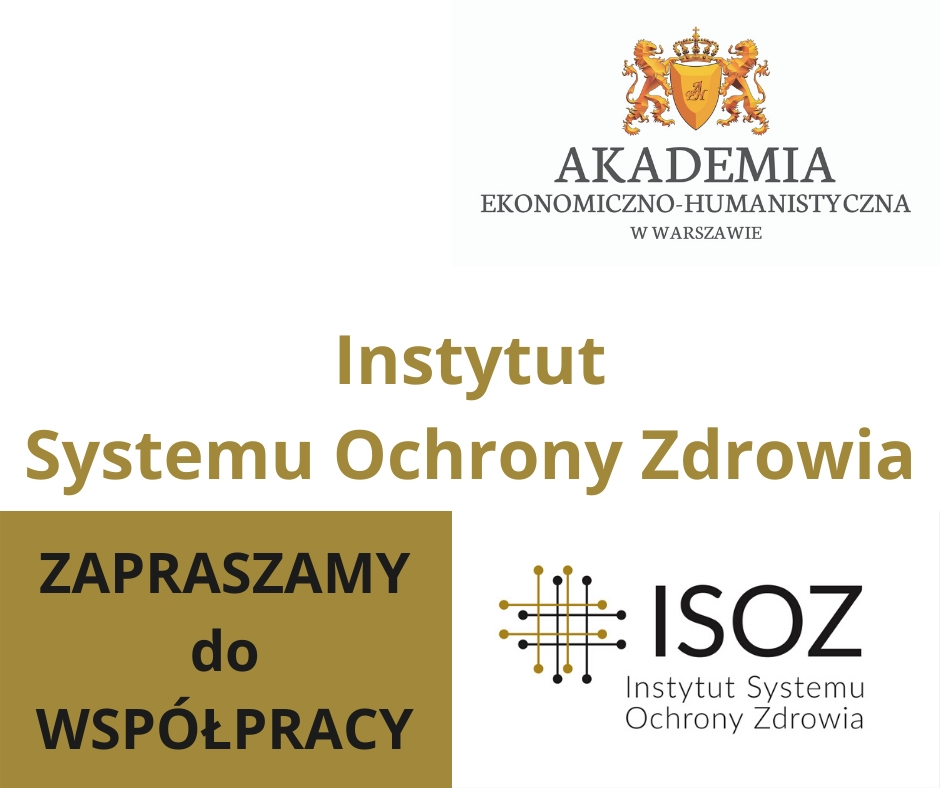 AKADEMIA
EKONOMICZNO-HUMANISTYCZNA
W WARSZAWIE
Instytut
Systemu Ochrony Zdrowia
ZAPRASZAMY
do
WSPÓŁPRACY
ISOZ
Instytut Systemu
Ochrony Zdrowia